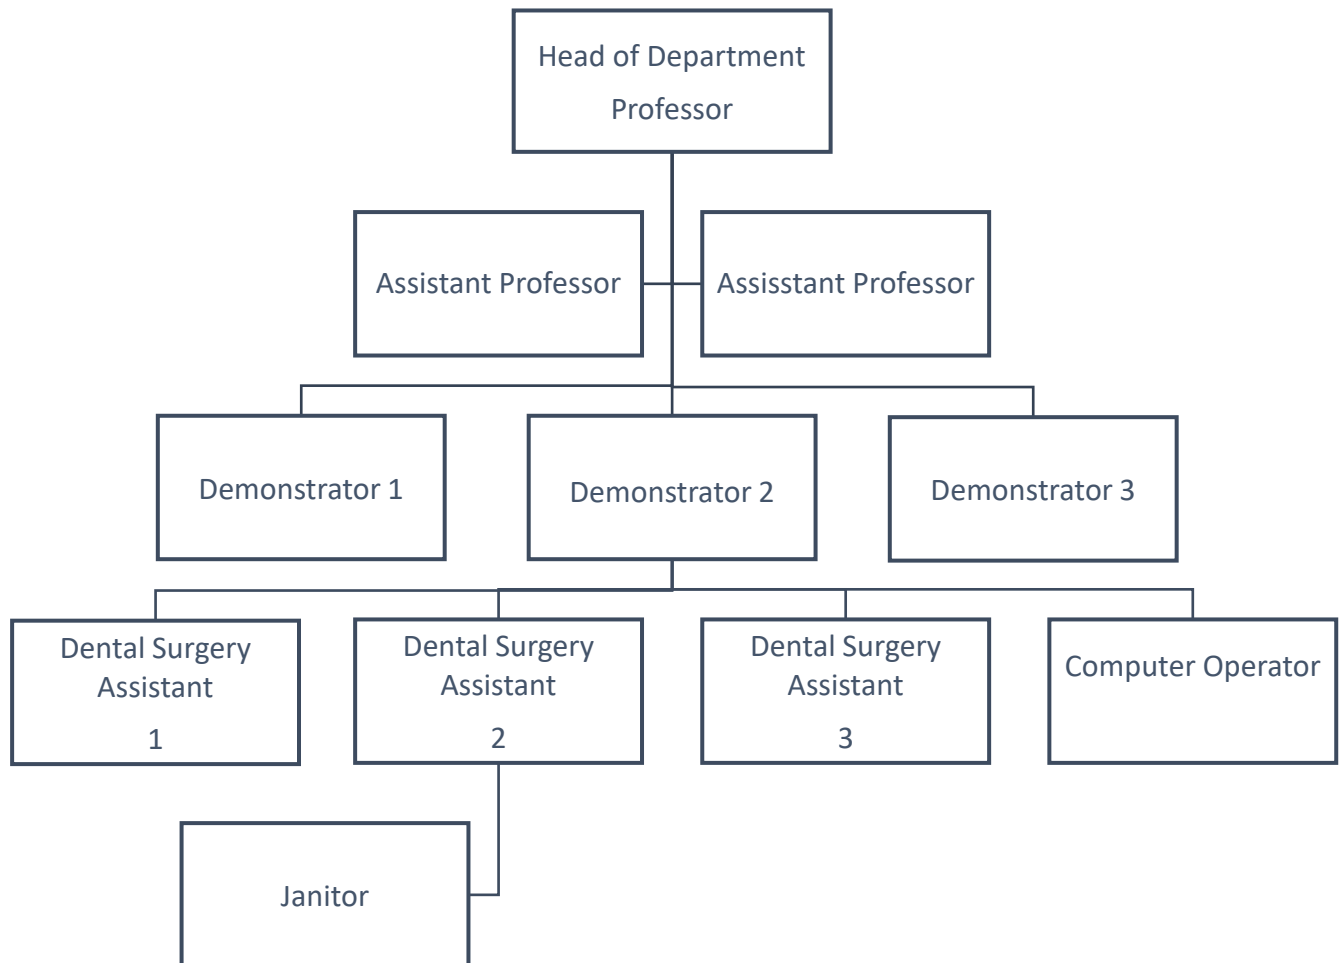 Head of Department
Professor
Assistant Professor
Assisstant Professor
Demonstrator 1
Demonstrator 2
Demonstrator 3
Dental Surgery
Assistant
1
Dental Surgery
Assistant
2
Dental Surgery
Assistant
3
Computer Operator
Janitor